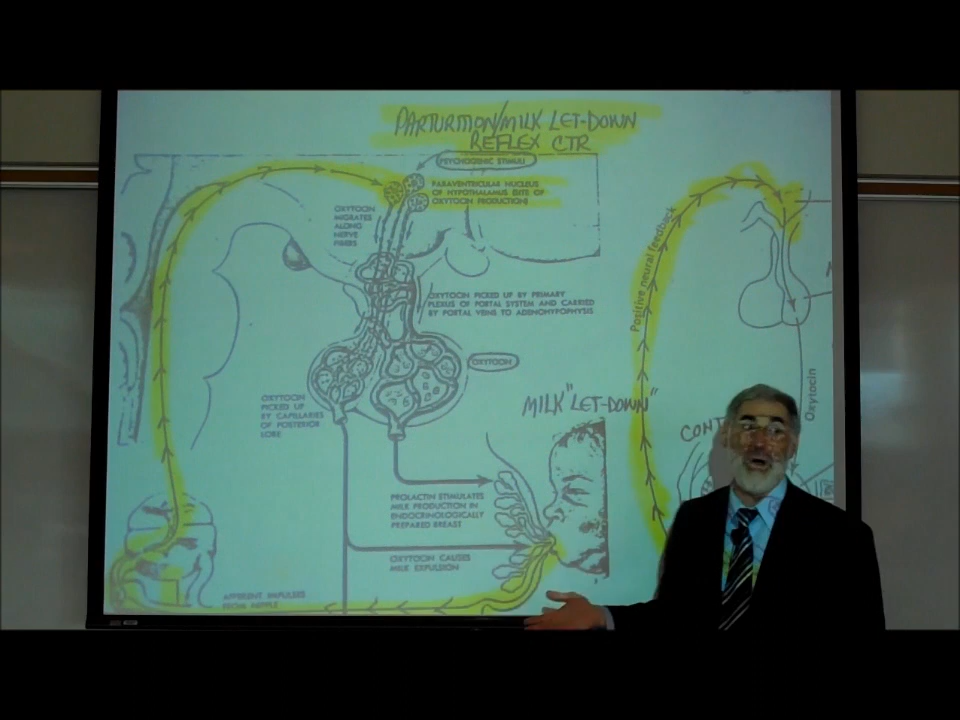 PARTURITION/MILK LET-DOWN
REFLEX CTR
PSYCHOGENIC STIMULI
PARAVENTRICULAR NUCLEUS
OF HYPOTHALAMUS (SITE OF
OXYTOCIN PRODUCTION)
OXYTOCIN
MIGRATES
ALONG
NERVE
FIBERS
OXYTOCIN PICKED UP BY PRIMARY
PLEXUS OF PORTAL SYSTEM AND CARRIED
BY PORTAL VEINS TO ADENOHYPOPHYSIS
OXYTOCIN
OXYTOCIN
PICKED UP
BY CAPILLARIES
OF POSTERIOR
LOBE
MILK "LET-DOWN"
PROLACTIN STIMULATES
MILK PRODUCTION IN
ENDOCRINOLOGICALLY
PREPARED BREAST
OXYTOCIN CAUSES
MILK EXPULSION
AFFERENT IMPULSES
FROM NIPPLE
Positive neural feedback
Oxytocin
CONT